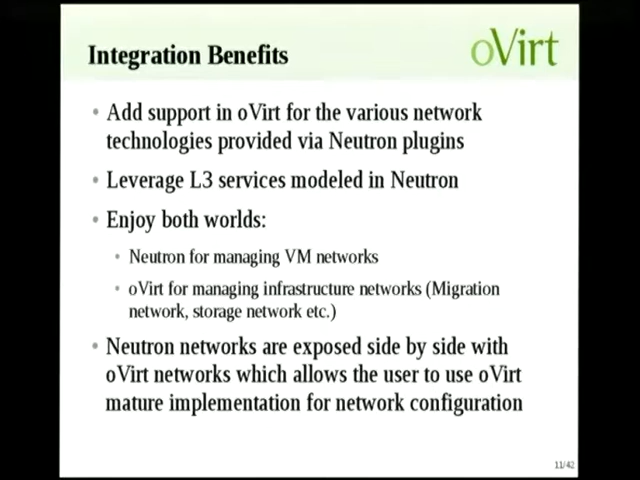 Integration Benefits
oVirt
• Add support in oVirt for the various network
technologies provided via Neutron plugins
• Leverage L3 services modeled in Neutron
• Enjoy both worlds:
• Neutron for managing VM networks
• oVirt for managing infrastructure networks (Migration
network, storage network etc.)
• Neutron networks are exposed side by side with
oVirt networks which allows the user to use oVirt
mature implementation for network configuration
11/42